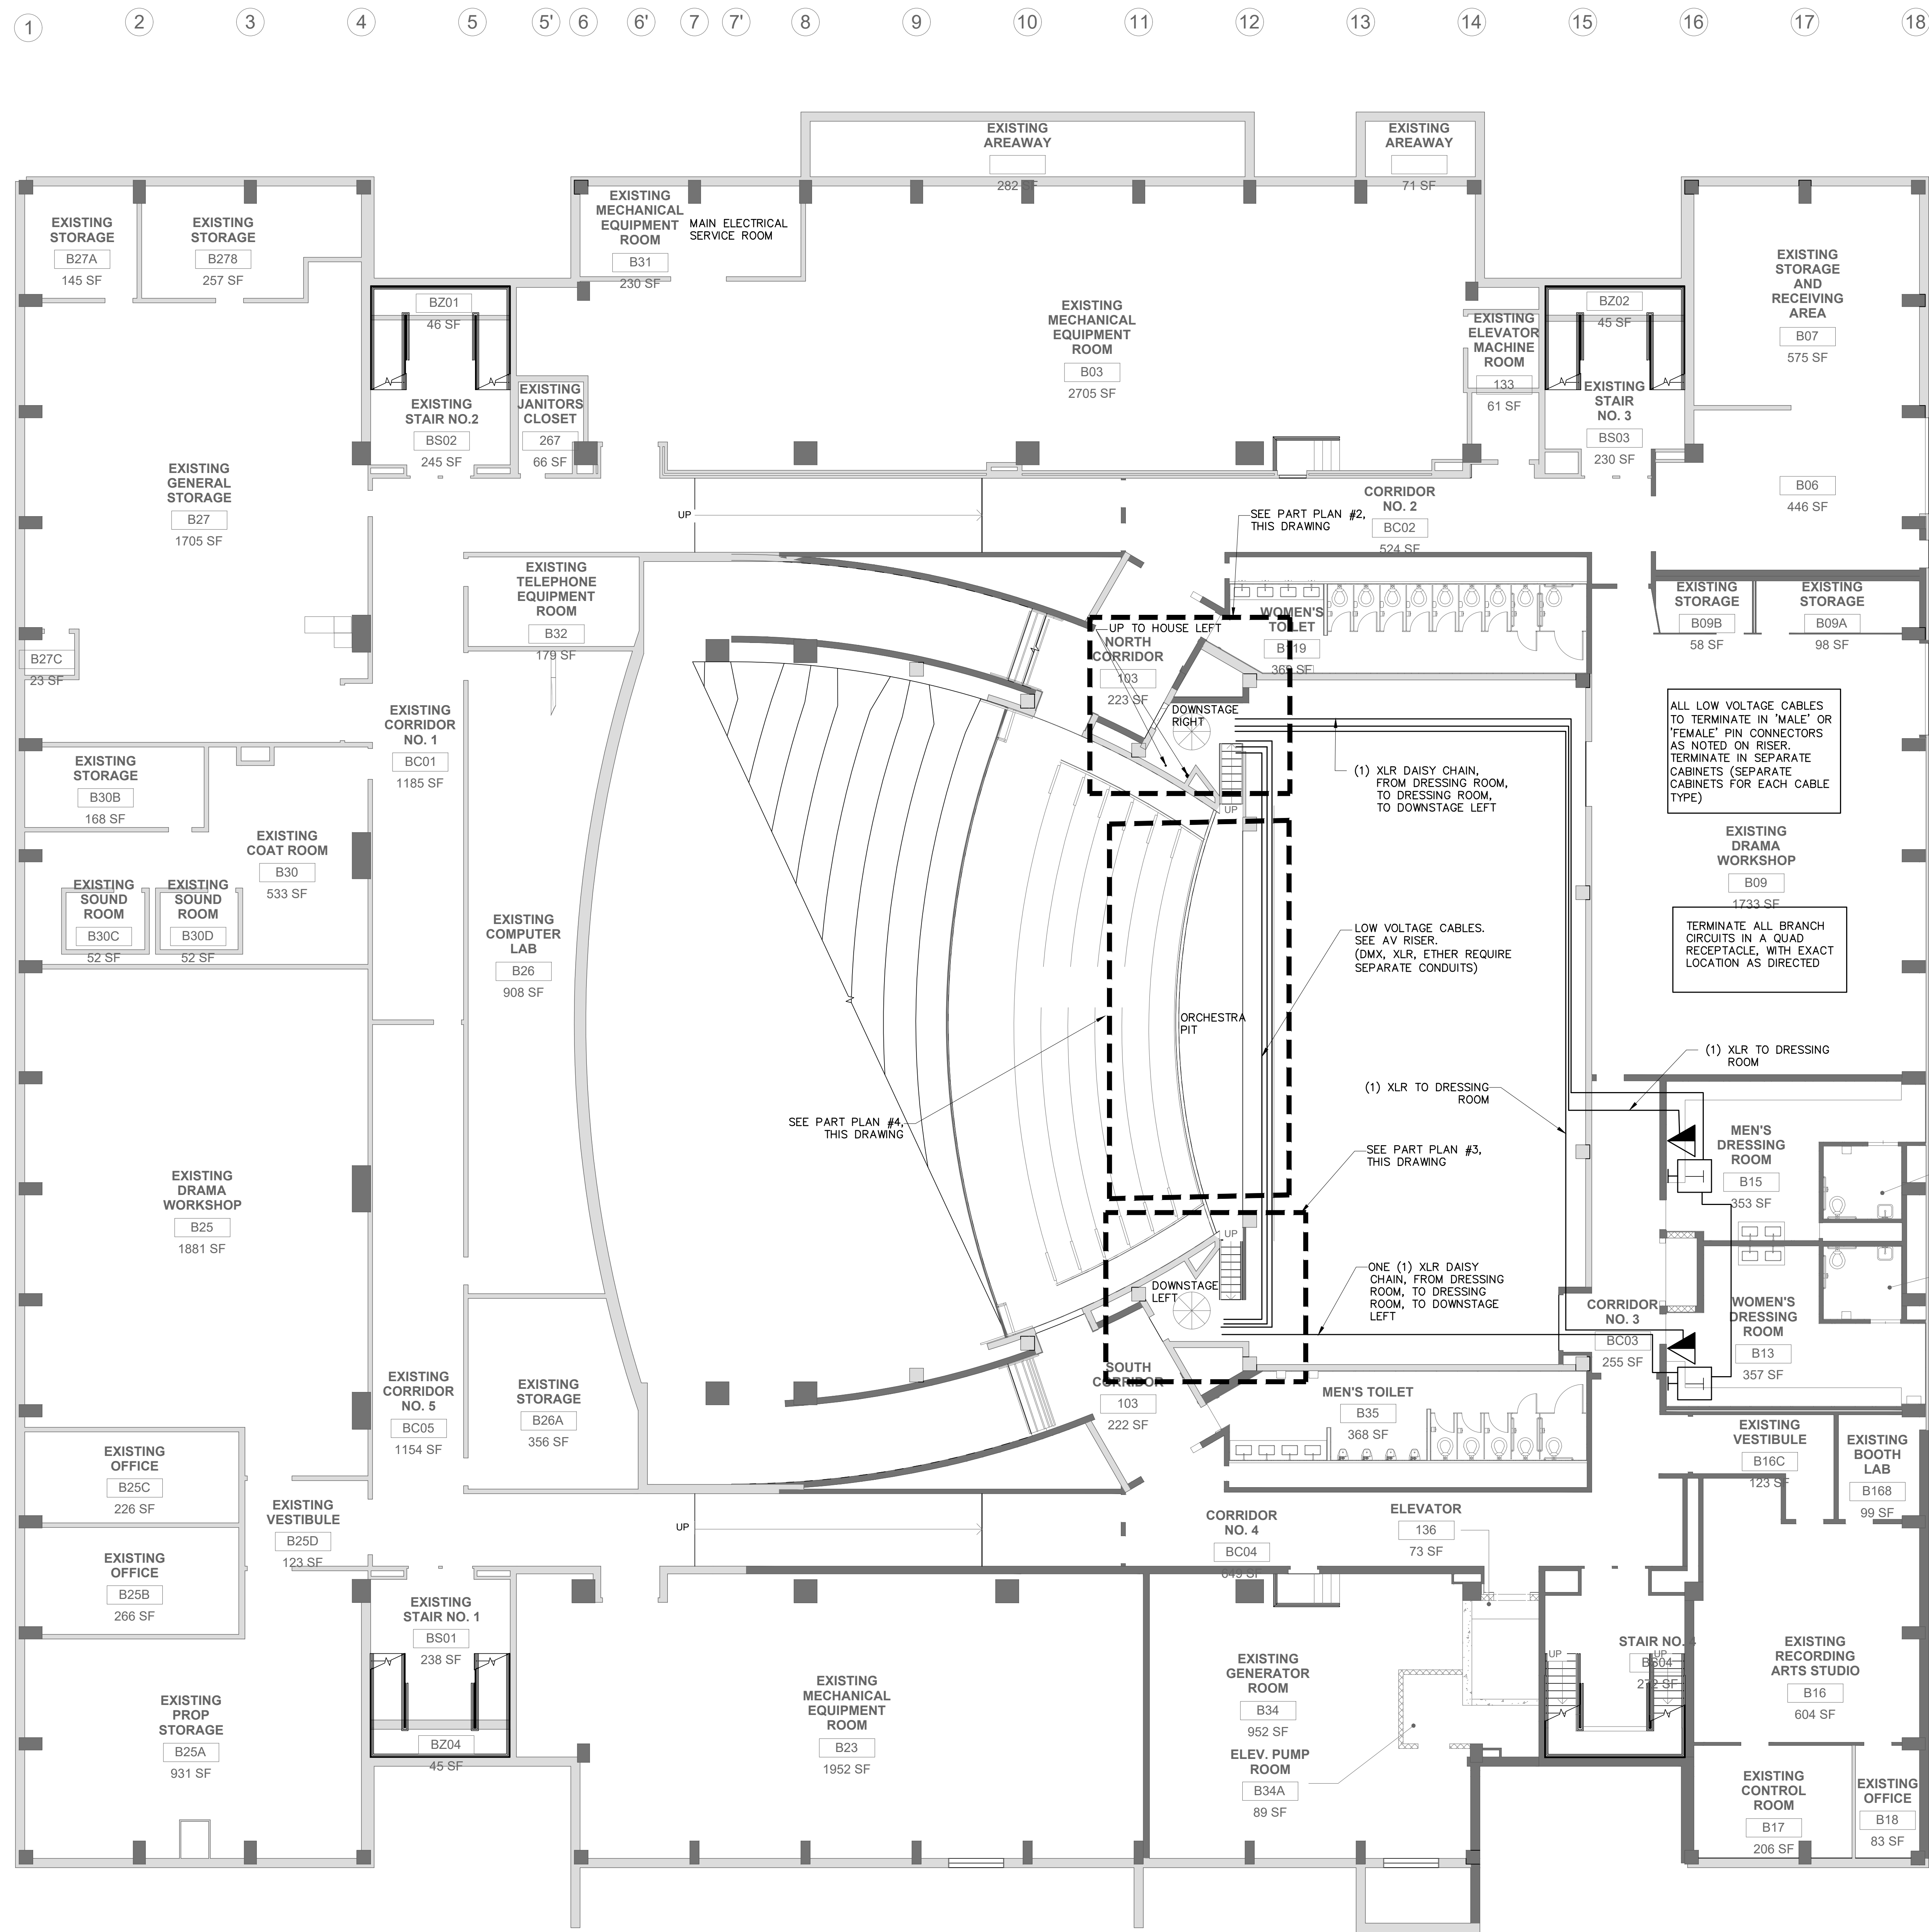 1
2
3
4
5
5'
6
6'
7
7'
8
9
10
11
12
13
14
15
16
17
18
EXISTING
AREAWAY
282 SF
EXISTING
AREAWAY
71 SF
EXISTING
STORAGE
B27A
145 SF
EXISTING
STORAGE
B278
257 SF
EXISTING
MECHANICAL
EQUIPMENT
ROOM
B31
230 SF
MAIN ELECTRICAL
SERVICE ROOM
EXISTING
MECHANICAL
EQUIPMENT
ROOM
B03
2705 SF
EXISTING
ELEVATOR
MACHINE
ROOM
133
61 SF
BZ01
46 SF
EXISTING
STAIR NO.2
BS02
245 SF
EXISTING
JANITORS
CLOSET
267
66 SF
BZ02
45 SF
EXISTING
STAIR
NO. 3
BS03
230 SF
EXISTING
STORAGE
AND
RECEIVING
AREA
B07
575 SF
B06
446 SF
EXISTING
GENERAL
STORAGE
B27
1705 SF
UP
CORRIDOR
NO. 2
BC02
524 SF
SEE PART PLAN #2,
THIS DRAWING
EXISTING
TELEPHONE
EQUIPMENT
ROOM
B32
179 SF
B27C
23 SF
UP TO HOUSE LEFT
NORTH
CORRIDOR
103
223 SF
WOMEN'S
TOILET
B119
369 SF
EXISTING
STORAGE
B09B
58 SF
EXISTING
STORAGE
B09A
98 SF
DOWNSTAGE
RIGHT
UP
EXISTING
CORRIDOR
NO. 1
BC01
1185 SF
(1) XLR DAISY CHAIN,
FROM DRESSING ROOM,
TO DRESSING ROOM,
TO DOWNSTAGE LEFT
ALL LOW VOLTAGE CABLES
TO TERMINATE IN 'MALE' OR
'FEMALE' PIN CONNECTORS
AS NOTED ON RISER.
TERMINATE IN SEPARATE
CABINETS (SEPARATE
CABINETS FOR EACH CABLE
TYPE)
EXISTING
STORAGE
B30B
168 SF
EXISTING
COAT ROOM
B30
533 SF
EXISTING
SOUND
ROOM
B30C
52 SF
EXISTING
SOUND
ROOM
B30D
52 SF
EXISTING
COMPUTER
LAB
B26
908 SF
EXISTING
DRAMA
WORKSHOP
B09
1733 SF
LOW VOLTAGE CABLES.
SEE AV RISER.
(DMX, XLR, ETHER REQUIRE
SEPARATE CONDUITS)
TERMINATE ALL BRANCH
CIRCUITS IN A QUAD
RECEPTACLE, WITH EXACT
LOCATION AS DIRECTED
ORCHESTRA
PIT
(1) XLR TO DRESSING
ROOM
(1) XLR TO DRESSING
ROOM
SEE PART PLAN #4,
THIS DRAWING
SEE PART PLAN #3,
THIS DRAWING
MEN'S
DRESSING
ROOM
B15
353 SF
EXISTING
DRAMA
WORKSHOP
B25
1881 SF
UP
DOWNSTAGE
LEFT
ONE (1) XLR DAISY
CHAIN, FROM DRESSING
ROOM, TO DRESSING
ROOM, TO DOWNSTAGE
LEFT
CORRIDOR
NO. 3
BC03
255 SF
WOMEN'S
DRESSING
ROOM
B13
357 SF
EXISTING
CORRIDOR
NO. 5
BC05
1154 SF
EXISTING
STORAGE
B26A
356 SF
SOUTH
CORRIDOR
103
222 SF
MEN'S TOILET
B35
368 SF
EXISTING
VESTIBULE
B16C
123 SF
EXISTING
BOOTH
LAB
B168
99 SF
EXISTING
OFFICE
B25C
226 SF
EXISTING
VESTIBULE
B25D
123 SF
EXISTING
OFFICE
B25B
266 SF
UP
CORRIDOR
NO. 4
BC04
649 SF
ELEVATOR
136
73 SF
EXISTING
STAIR NO. 1
BS01
238 SF
BZ04
45 SF
EXISTING
PROP
STORAGE
B25A
931 SF
EXISTING
MECHANICAL
EQUIPMENT
ROOM
B23
1952 SF
EXISTING
GENERATOR
ROOM
B34
952 SF
ELEV. PUMP
ROOM
B34A
89 SF
STAIR NO. 4
UP
UP
BS04
272 SF
EXISTING
RECORDING
ARTS STUDIO
B16
604 SF
EXISTING
CONTROL
ROOM
B17
206 SF
EXISTING
OFFICE
B18
83 SF